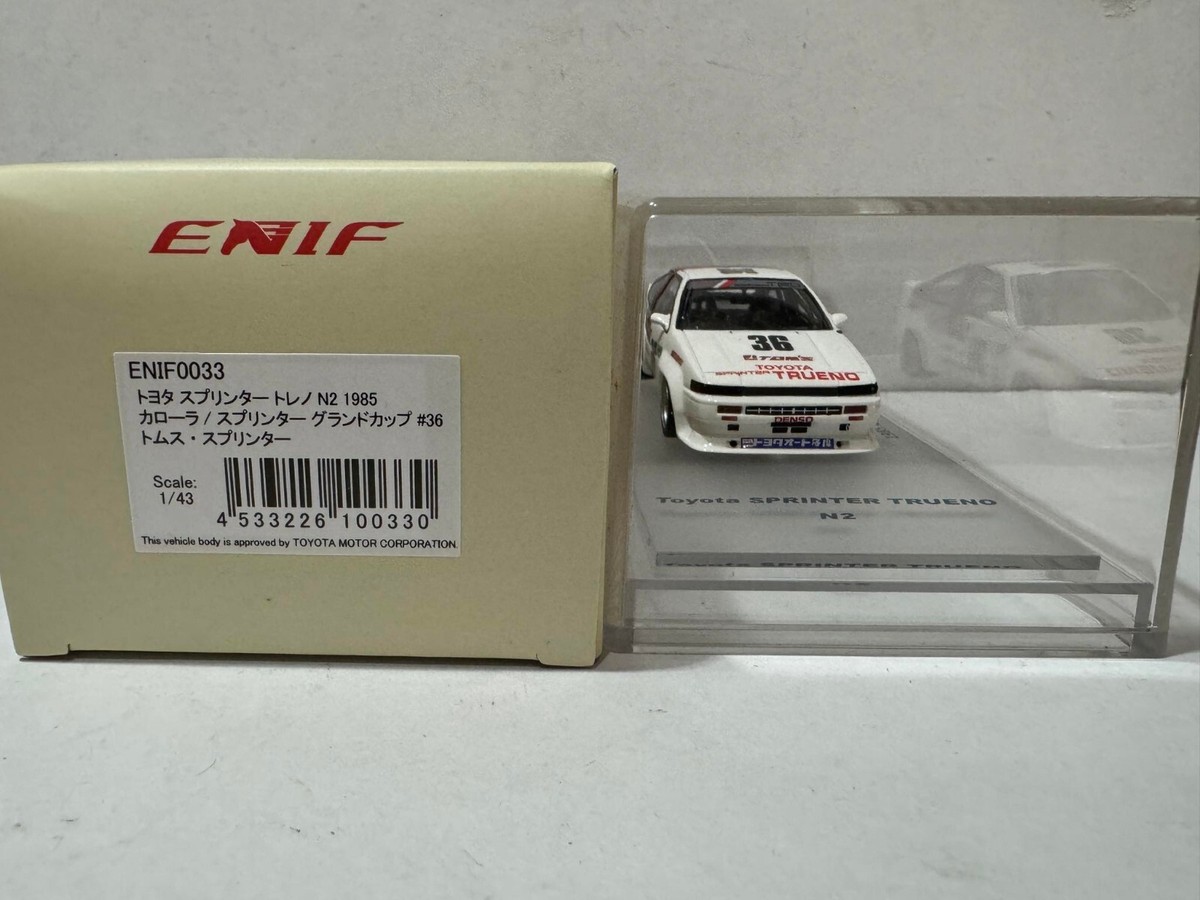 ENIF
ENIF0033
トヨタ スプリンター トレノ N2 1985
カローラ / スプリンター グランドカップ #36
トムス・スプリンター
Scale:
1/43
4 533226 100330
This vehicle body is approved by TOYOTA MOTOR CORPORATION.
36
TOM'S
TOYOTA
SPRINTER TRUENO
DENSO
Toyota SPRINTER TRUENO
N2
Toyota SPRINTER TRUENO